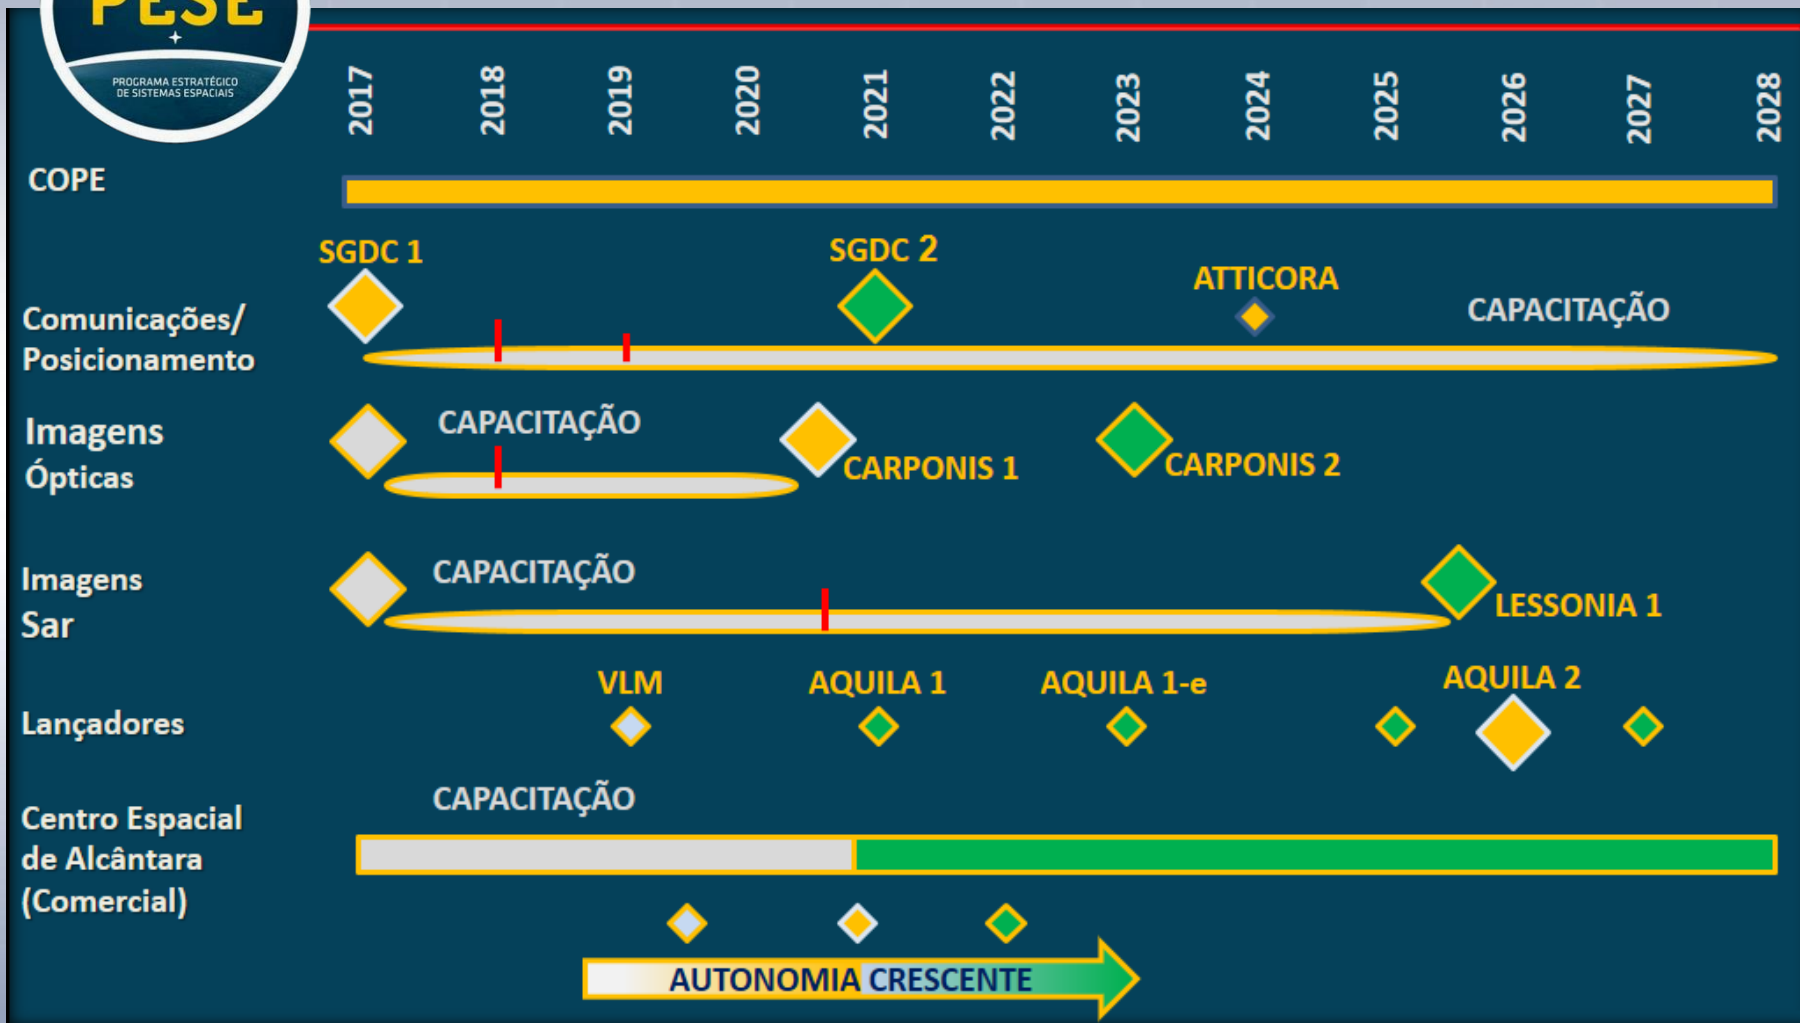 PESE
PROGRAMA ESTRATÉGICO
DE SISTEMAS ESPACIAIS
2017
2018
2019
2020
2021
2022
2023
2024
2025
2026
2027
2028
COPE
SGDC 1
SGDC 2
ATTICORA
CAPACITAÇÃO
Comunicações/
Posicionamento
Imagens
Ópticas
CAPACITAÇÃO
CARPONIS 1
CARPONIS 2
Imagens
Sar
CAPACITAÇÃO
LESSONIA 1
VLM
AQUILA 1
AQUILA 1-e
AQUILA 2
Lançadores
CAPACITAÇÃO
Centro Espacial
de Alcântara
(Comercial)
AUTONOMIA CRESCENTE